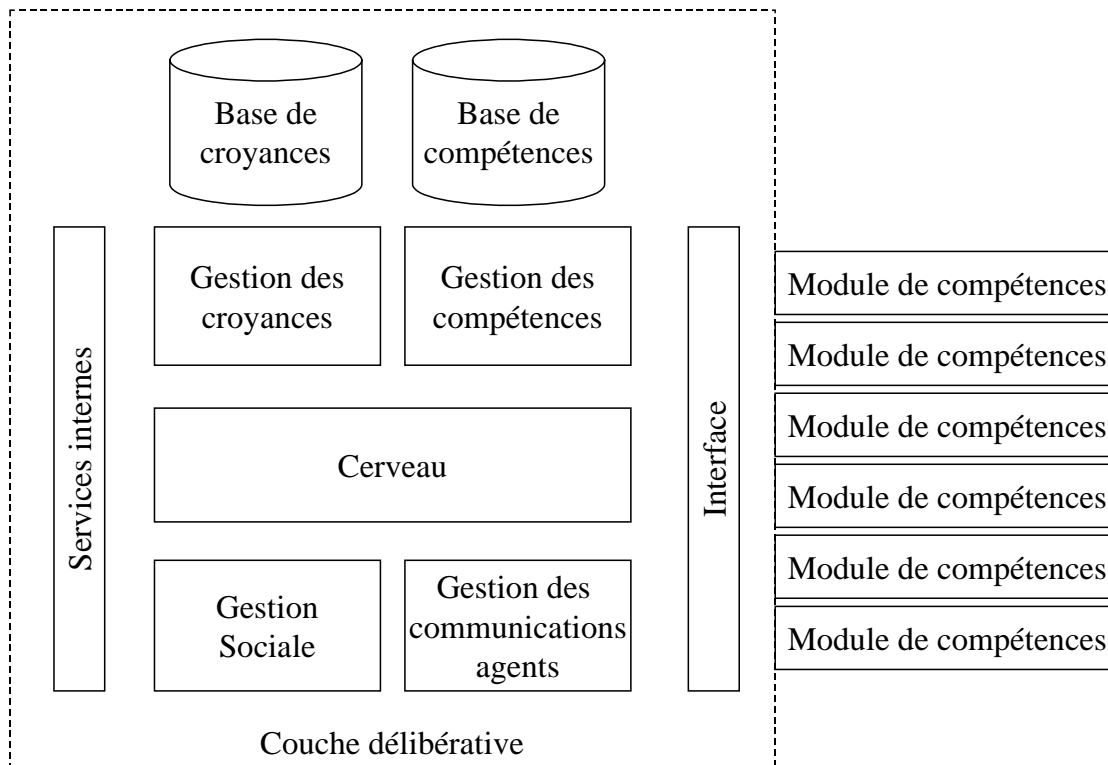 Base de
croyances
Base de
compétences
Services internes
Gestion des
croyances
Gestion des
compétences
Cerveau
Gestion
Sociale
Gestion des
communications
agents
Interface
Module de compétences
Module de compétences
Module de compétences
Module de compétences
Module de compétences
Module de compétences
Couche délibérative